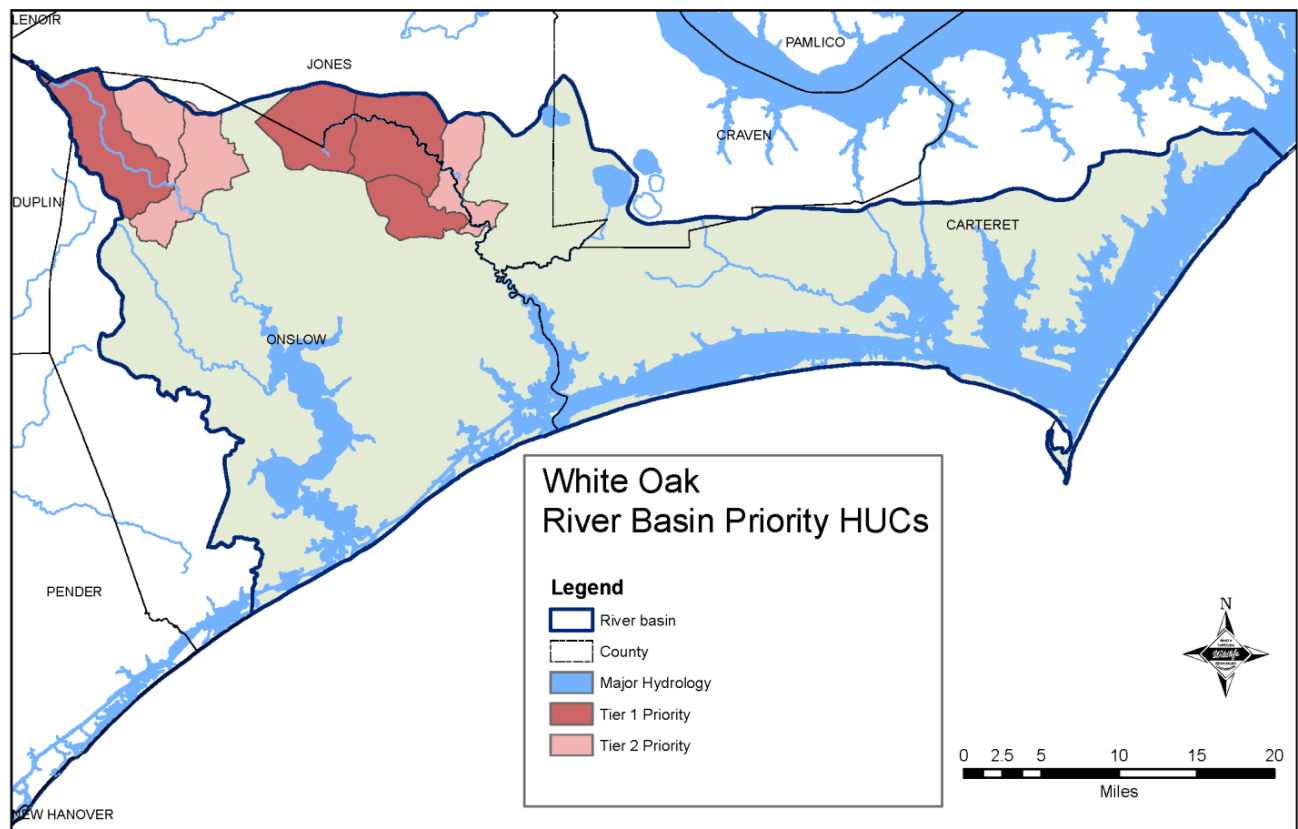 LENOIR
JONES
PAMLICO
CRAVEN
DUPLIN
CARTERET
ONSLOW
PENDER
NEW HANOVER
White Oak
River Basin Priority HUCs
Legend
River basin
County
Major Hydrology
Tier 1 Priority
Tier 2 Priority
N
Wildlife
0 2.5 5 10 15 20
Miles